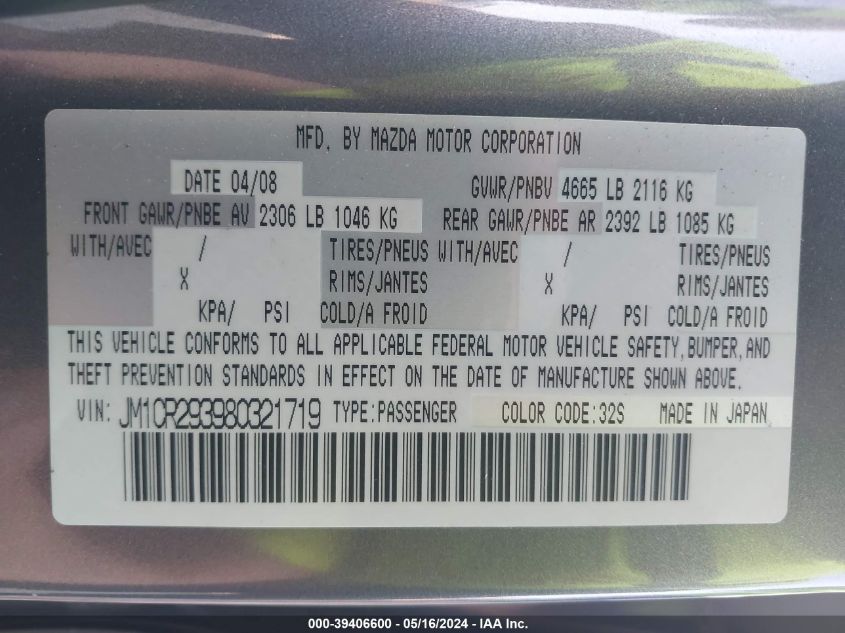 MFD. BY MAZDA MOTOR CORPORATION
DATE 04/08 GVWR/PNBV 4665 LB 2116 KG
FRONT GAWR/PNBE AV 2306 LB 1046 KG REAR GAWR/PNBE AR 2392 LB 1085 KG
WITH/AVEC / TIRES/PNEUS WITH/AVEC / TIRES/PNEUS
X RIMS/JANTES X RIMS/JANTES
KPA/ PSI COLD/A FROID KPA/ PSI COLD/A FROID
THIS VEHICLE CONFORMS TO ALL APPLICABLE FEDERAL MOTOR VEHICLE SAFETY,BUMPER,AND
THEFT PREVENTION STANDARDS IN EFFECT ON THE DATE OF MANUFACTURE SHOWN ABOVE.
VIN: JM1CR293980321719 TYPE:PASSENGER COLOR CODE:32S MADE IN JAPAN
000-39406600 - 05/16/2024 - IAA Inc.